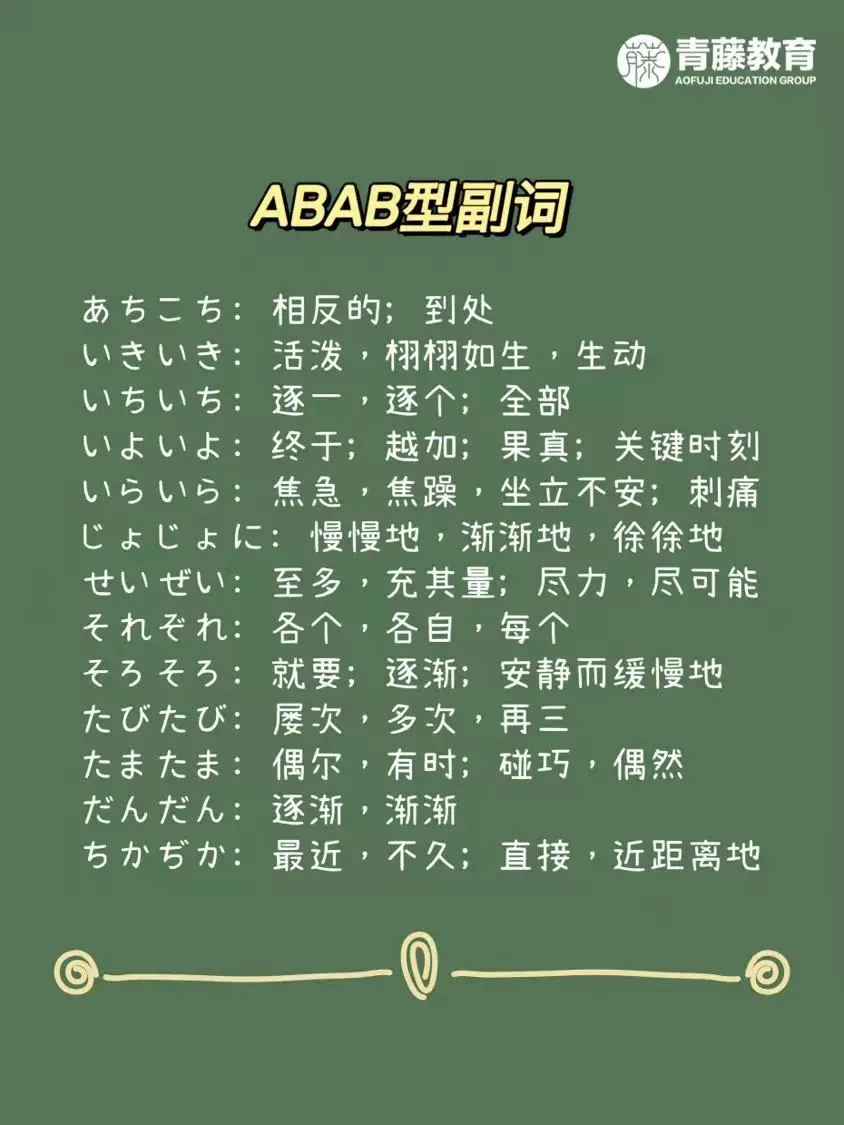 青藤教育
AOFUJI EDUCATION GROUP
ABAB型副词
あちこち: 相反的; 到处
いきいき: 活泼,栩栩如生,生动
いちいち: 逐一,逐个; 全部
いよいよ: 终于; 越加; 果真; 关键时刻
いらいら: 焦急,焦躁,坐立不安; 刺痛
じょじょに: 慢慢地,渐渐地,徐徐地
せいぜい: 至多,充其量; 尽力,尽可能
それぞれ: 各个,各自,每个
そろそろ: 就要; 逐渐; 安静而缓慢地
たびたび: 屡次,多次,再三
たまたま: 偶尔,有时; 碰巧,偶然
だんだん: 逐渐,渐渐
ちかぢか: 最近,不久; 直接,近距离地